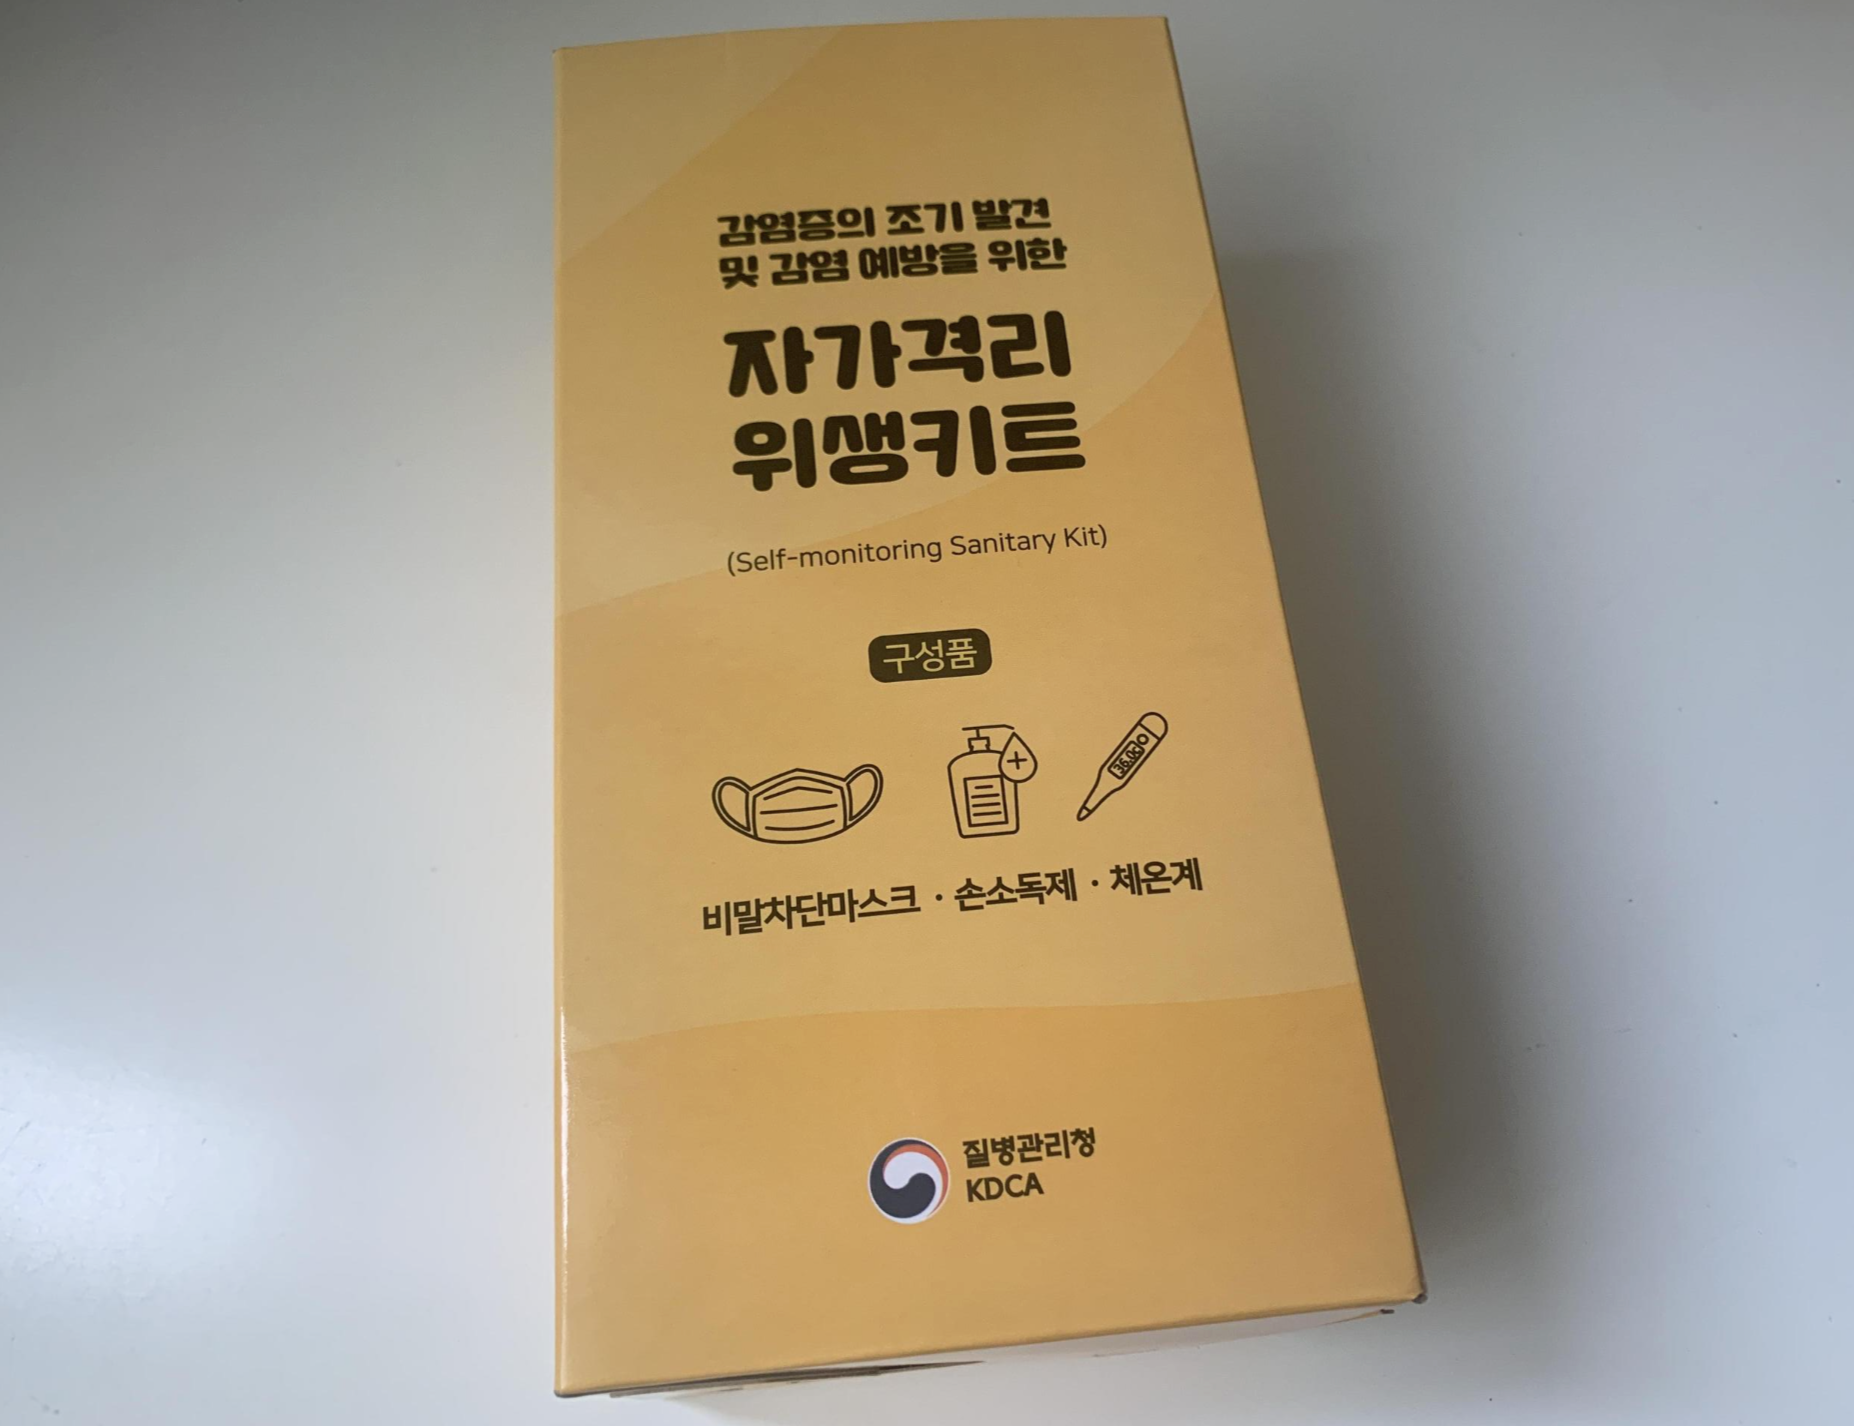 감염증의 조기 발견
및 감염 예방을 위한
자가격리
위생키트
(Self-monitoring Sanitary Kit)
구성품
36.50
비말차단마스크 · 손소독제 · 체온계
질병관리청
KDCA